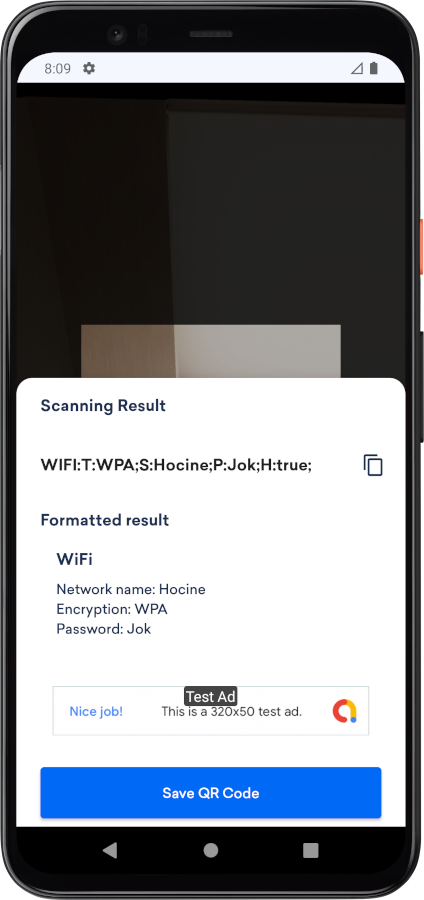 8:09
Scanning Result
WIFI:T:WPA;S:Hocine;P:Jok;H:true;
Formatted result
WiFi
Network name: Hocine
Encryption: WPA
Password: Jok
Test Ad
Nice job! This is a 320x50 test ad.
Save QR Code